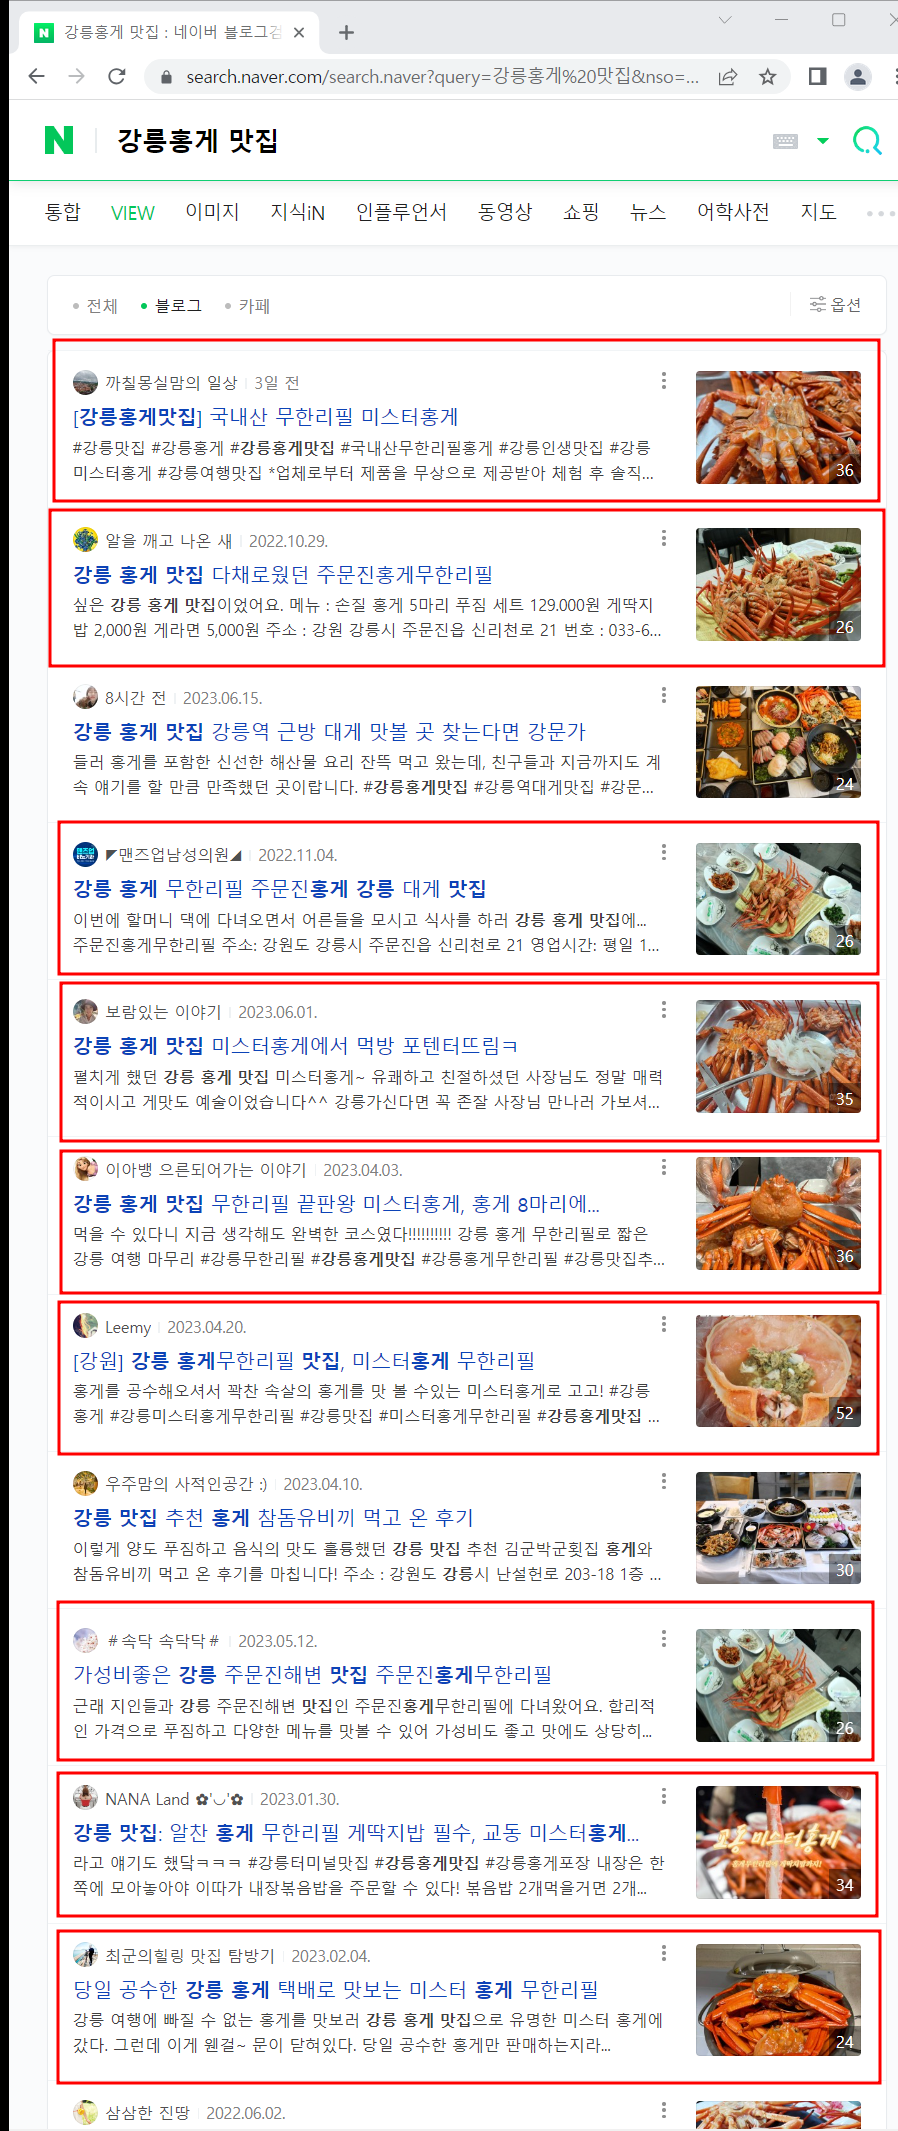 강릉홍게 맛집 : 네이버 블로그검
search.naver.com/search.naver?query=강릉홍게%20맛집&nso=...
강릉홍게 맛집
통합 VIEW 이미지 지식iN 인플루언서 동영상 쇼핑 뉴스 어학사전 지도
전체 블로그 카페 옵션
까칠몽실맘의 일상 3일 전
[강릉홍게맛집] 국내산 무한리필 미스터홍게
#강릉맛집 #강릉홍게 #강릉홍게맛집 #국내산무한리필홍게 #강릉인생맛집 #강릉
미스터홍게 #강릉여행맛집 *업체로부터 제품을 무상으로 제공받아 체험 후 솔직...
36
알을 깨고 나온 새 2022.10.29.
강릉 홍게 맛집 다채로웠던 주문진홍게무한리필
싶은 강릉 홍게 맛집이었어요. 메뉴 : 손질 홍게 5마리 푸짐 세트 129.000원 게딱지
밥 2,000원 게라면 5,000원 주소 : 강원 강릉시 주문진읍 신리천로 21 번호 : 033-6...
26
8시간 전 2023.06.15.
강릉 홍게 맛집 강릉역 근방 대게 맛볼 곳 찾는다면 강문가
들러 홍게를 포함한 신선한 해산물 요리 잔뜩 먹고 왔는데, 친구들과 지금까지도 계
속 얘기를 할 만큼 만족했던 곳이랍니다. #강릉홍게맛집 #강릉역대게맛집 #강문...
24
◤맨즈업남성의원◢ 2022.11.04.
강릉 홍게 무한리필 주문진홍게 강릉 대게 맛집
이번에 할머니 댁에 다녀오면서 어른들을 모시고 식사를 하러 강릉 홍게 맛집에...
주문진홍게무한리필 주소: 강원도 강릉시 주문진읍 신리천로 21 영업시간: 평일 1...
26
보람있는 이야기 2023.06.01.
강릉 홍게 맛집 미스터홍게에서 먹방 포텐터뜨림ㅋ
펼치게 했던 강릉 홍게 맛집 미스터홍게~ 유쾌하고 친절하셨던 사장님도 정말 매력
적이시고 게맛도 예술이었습니다^^ 강릉가신다면 꼭 존잘 사장님 만나러 가보셔...
35
이아뱅 으른되어가는 이야기 2023.04.03.
강릉 홍게 맛집 무한리필 끝판왕 미스터홍게, 홍게 8마리에...
먹을 수 있다니 지금 생각해도 완벽한 코스였다!!!!!!!!!! 강릉 홍게 무한리필로 짧은
강릉 여행 마무리 #강릉무한리필 #강릉홍게맛집 #강릉홍게무한리필 #강릉맛집추...
36
Leemy 2023.04.20.
[강원] 강릉 홍게무한리필 맛집, 미스터홍게 무한리필
홍게를 공수해오셔서 꽉찬 속살의 홍게를 맛 볼 수있는 미스터홍게로 고고! #강릉
홍게 #강릉미스터홍게무한리필 #강릉맛집 #미스터홍게무한리필 #강릉홍게맛집 ...
52
우주맘의 사적인공간 :) 2023.04.10.
강릉 맛집 추천 홍게 참돔유비끼 먹고 온 후기
이렇게 양도 푸짐하고 음식의 맛도 훌륭했던 강릉 맛집 추천 김군박군횟집 홍게와
참돔유비끼 먹고 온 후기를 마칩니다! 주소 : 강원도 강릉시 난설헌로 203-18 1층 ...
30
#속닥 속닥닥# 2023.05.12.
가성비좋은 강릉 주문진해변 맛집 주문진홍게무한리필
근래 지인들과 강릉 주문진해변 맛집인 주문진홍게무한리필에 다녀왔어요. 합리적
인 가격으로 푸짐하고 다양한 메뉴를 맛볼 수 있어 가성비도 좋고 맛에도 상당히...
26
NANA Land ✿'◡'✿ 2023.01.30.
강릉 맛집: 알찬 홍게 무한리필 게딱지밥 필수, 교동 미스터홍게...
라고 얘기도 했닼ㅋㅋㅋ #강릉터미널맛집 #강릉홍게맛집 #강릉홍게포장 내장은 한
쪽에 모아놓아야 이따가 내장볶음밥을 주문할 수 있다! 볶음밥 2개먹을거면 2개...
교동 미스터홍게
34
최군의힐링 맛집 탐방기 2023.02.04.
당일 공수한 강릉 홍게 택배로 맛보는 미스터 홍게 무한리필
강릉 여행에 빠질 수 없는 홍게를 맛보러 강릉 홍게 맛집으로 유명한 미스터 홍게에
갔다. 그런데 이게 웬걸~ 문이 닫혀있다. 당일 공수한 홍게만 판매하는지라...
24
삼삼한 진땅 2022.06.02.